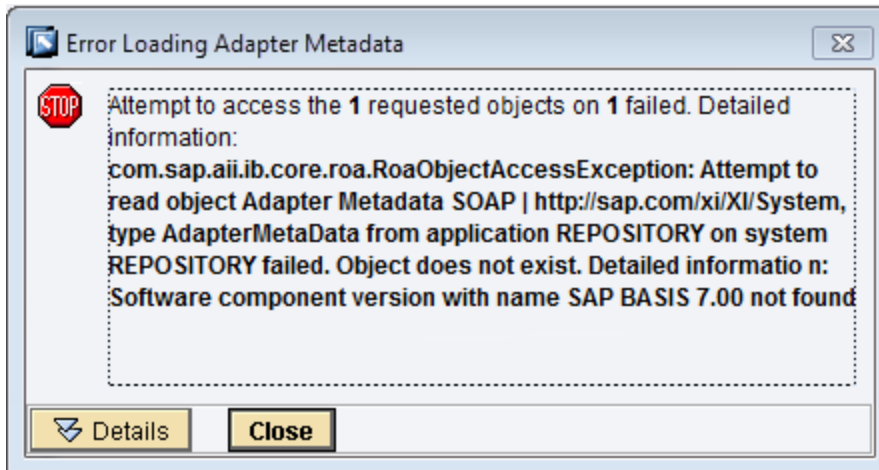 Error Loading Adapter Metadata
STOP
Attempt to access the 1 requested objects on 1 failed. Detailed
information:
com.sap.aii.ib.core.roa.RoaObjectAccessException: Attempt to
read object Adapter Metadata SOAP | http://sap.com/xi/XI/System,
type AdapterMetaData from application REPOSITORY on system
REPOSITORY failed. Object does not exist. Detailed informatio n:
Software component version with name SAP BASIS 7.00 not found
Details
Close